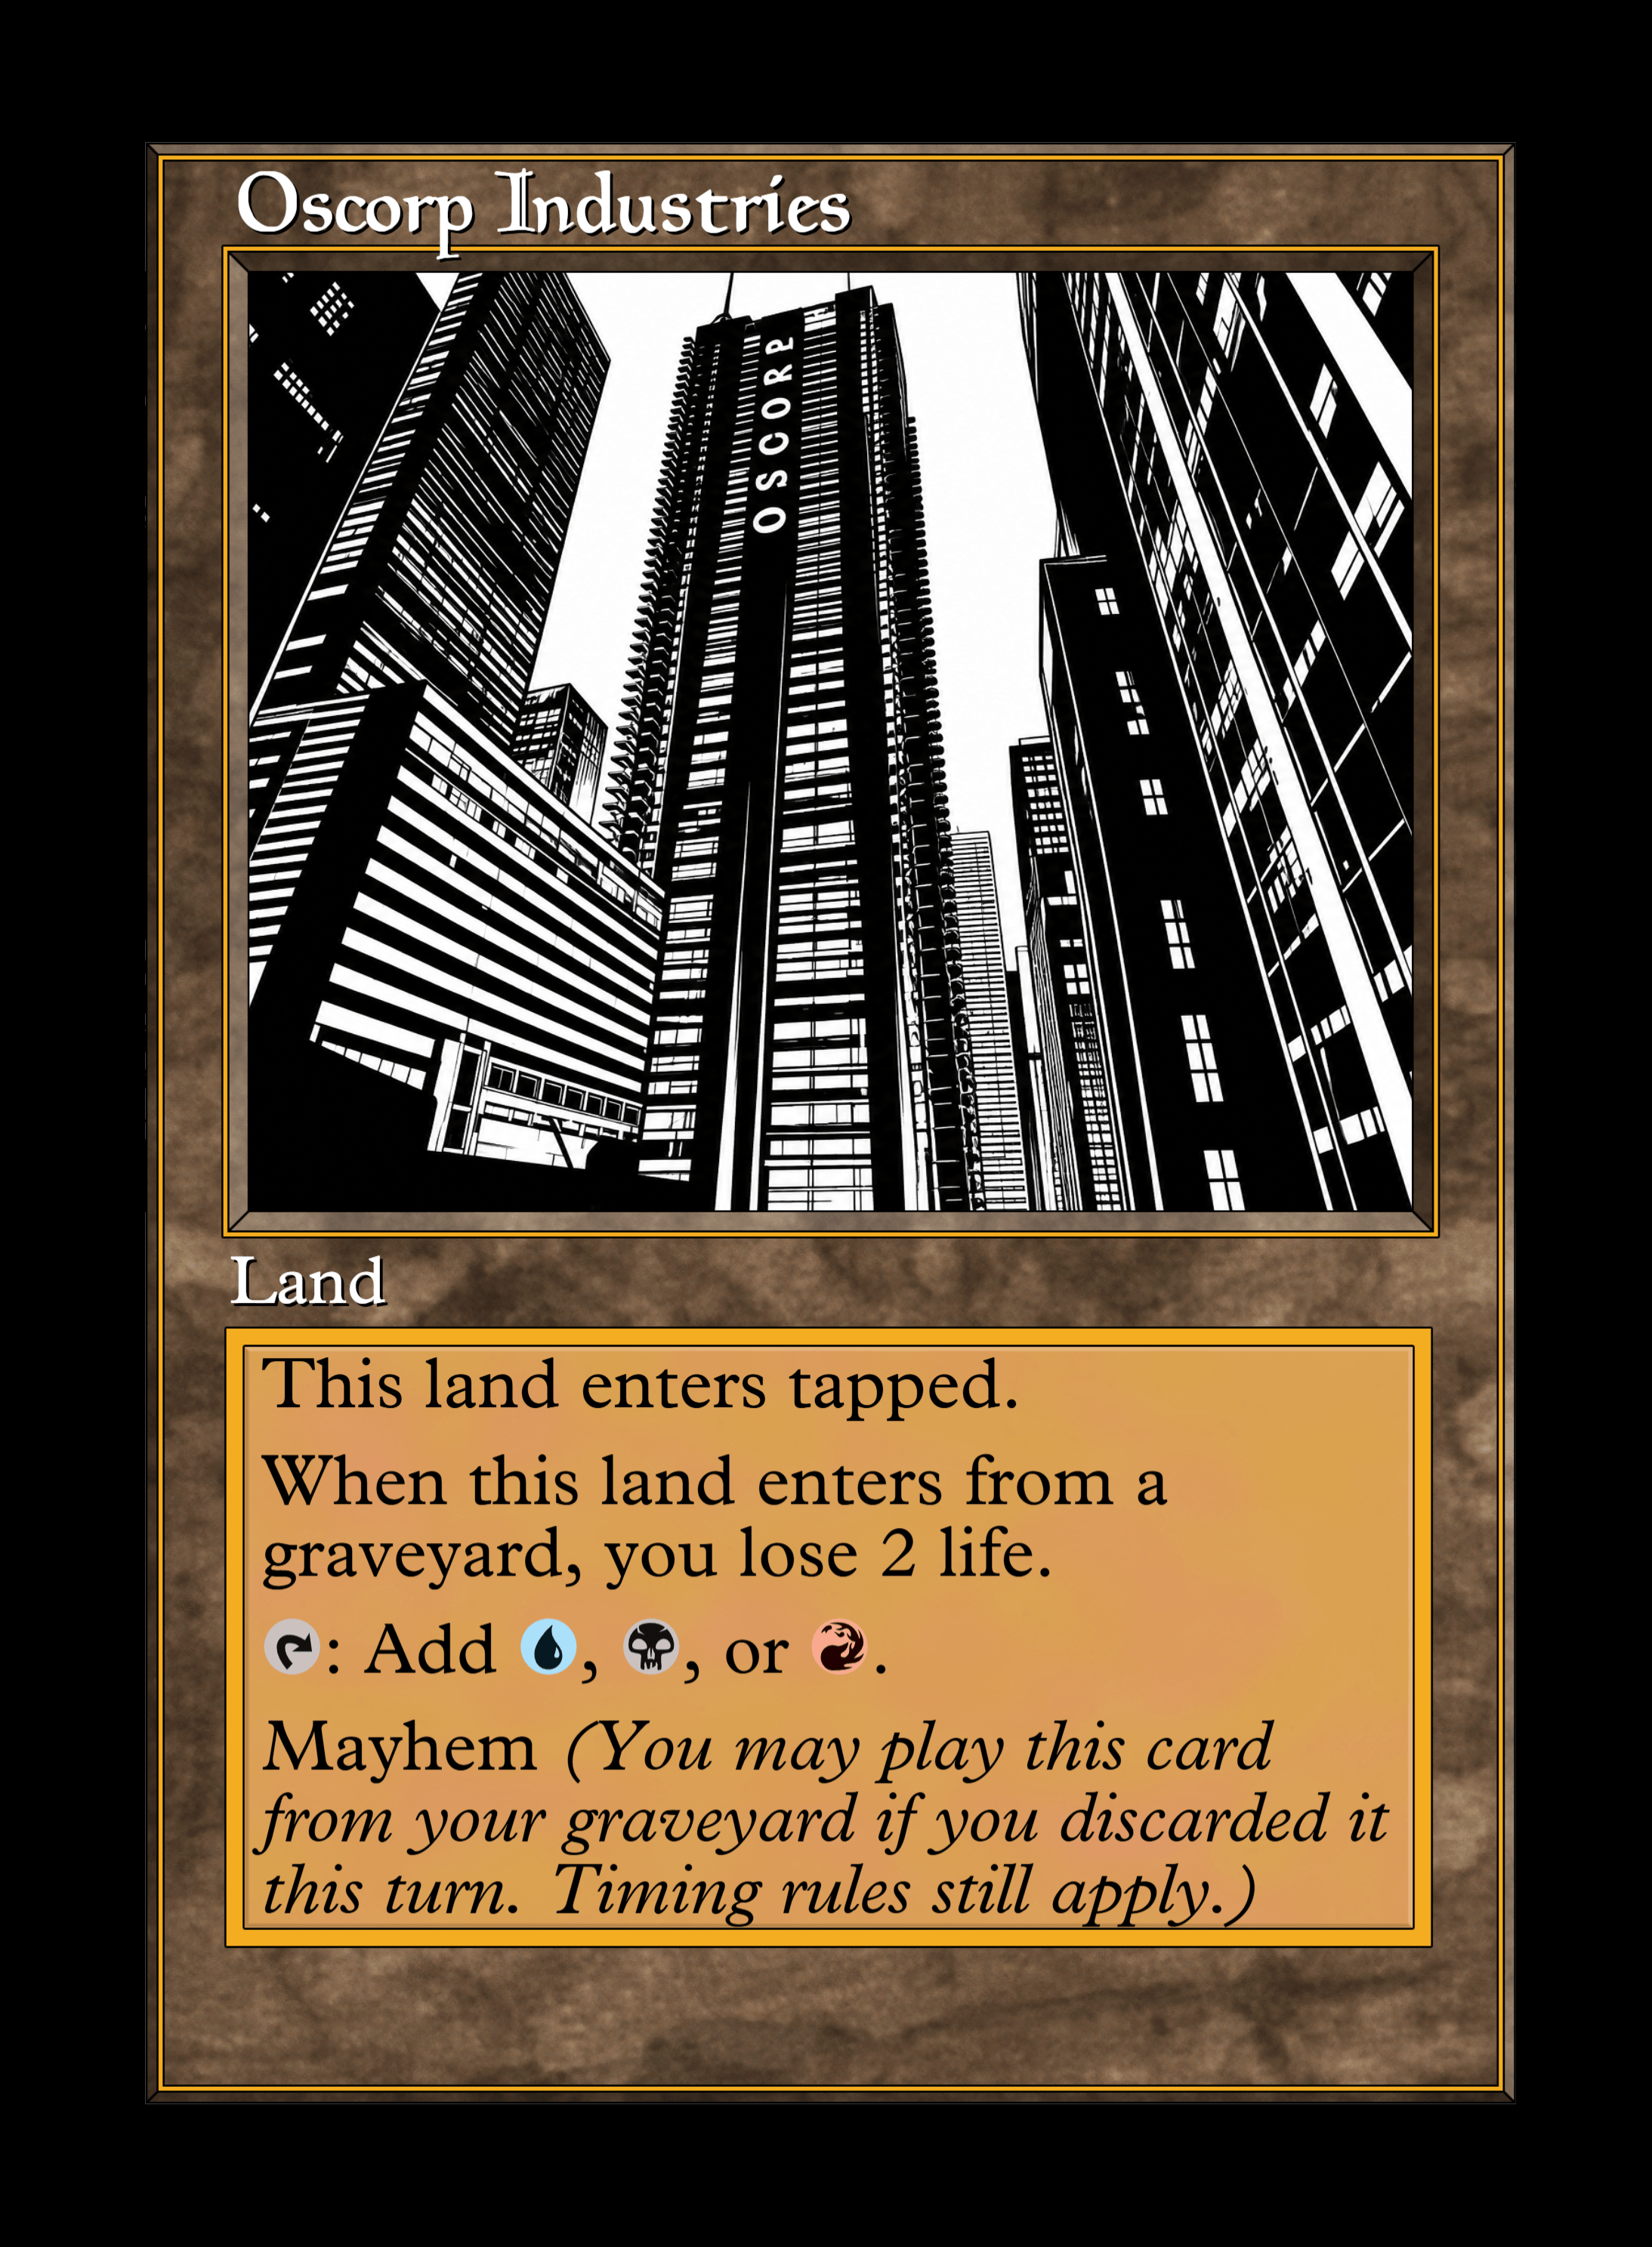 Oscorp Industries
OSCORP
Land
This land enters tapped.
When this land enters from a
graveyard, you lose 2 life.
: Add , , or .
Mayhem (You may play this card
from your graveyard if you discarded it
this turn. Timing rules still apply.)